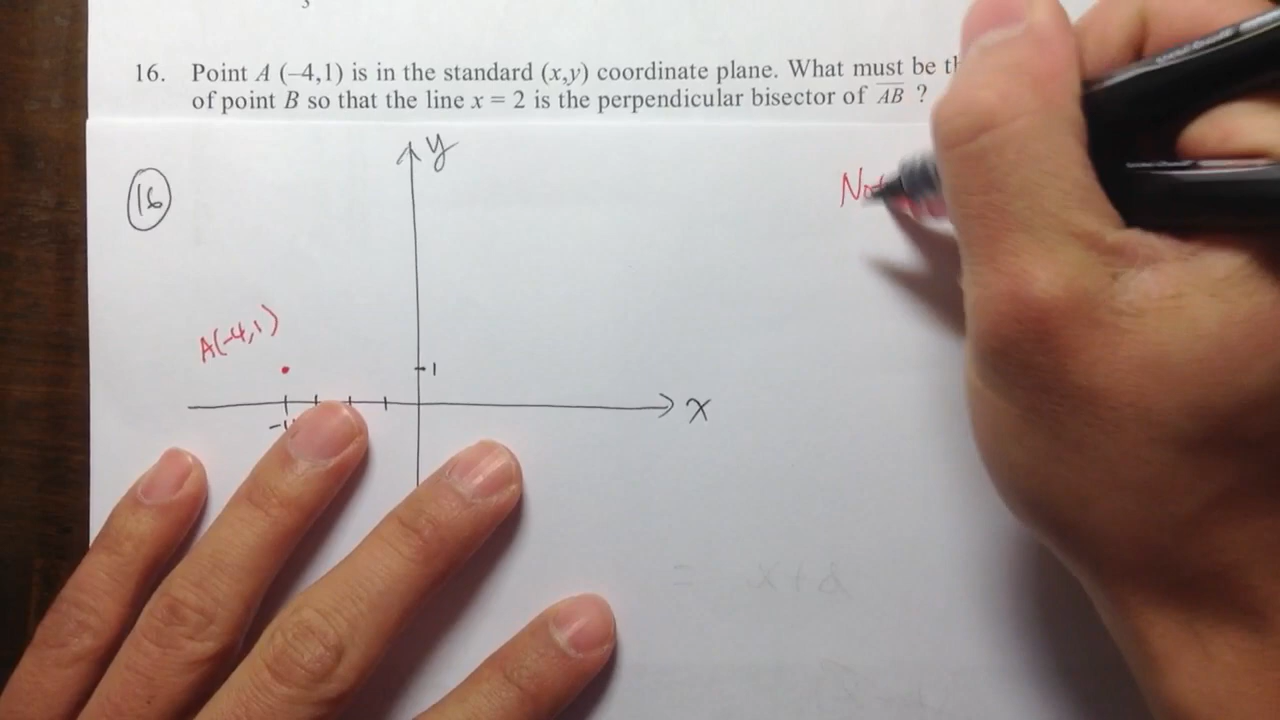 16. Point A (–4,1) is in the standard (x,y) coordinate plane. What must be
of point B so that the line x = 2 is the perpendicular bisector of AB ?
16
y
A(-4,1)
1
x
= x+2